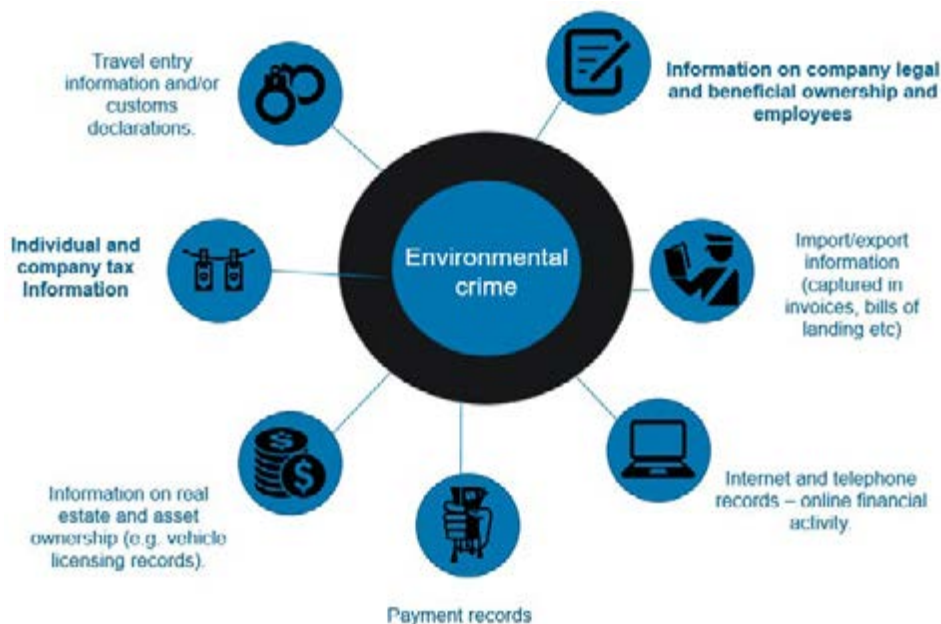 Travel entry
information and/or
customs
declarations.
Information on company legal
and beneficial ownership and
employees
Individual and
company tax
Information
Environmental
crime
Import/export
information
(captured in
invoices, bills of
landing etc)
Information on real
estate and asset
ownership (e.g. vehicle
licensing records).
Internet and telephone
records – online financial
activity.
Payment records